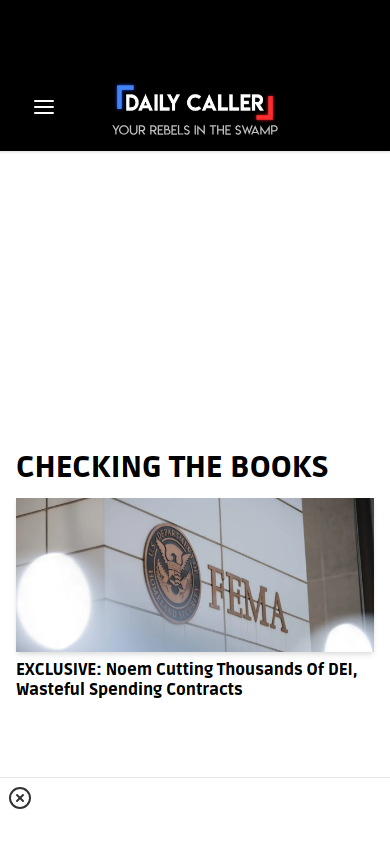 DAILY CALLER
YOUR REBELS IN THE SWAMP
CHECKING THE BOOKS
FEMA
EXCLUSIVE: Noem Cutting Thousands Of DEI,
Wasteful Spending Contracts